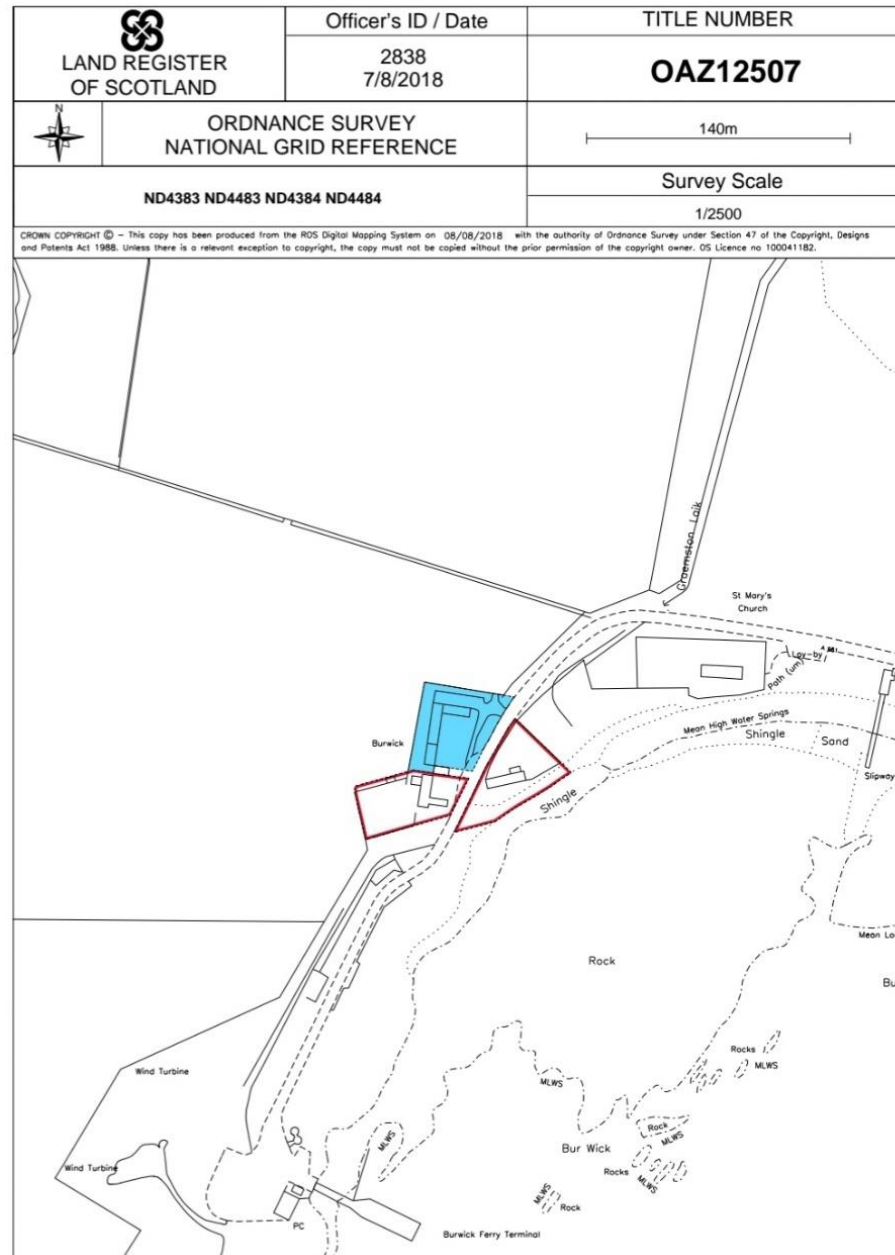 LAND REGISTER
OF SCOTLAND
Officer's ID / Date
2838
7/8/2018
TITLE NUMBER
OAZ12507
N
ORDNANCE SURVEY
NATIONAL GRID REFERENCE
140m
ND4383 ND4483 ND4384 ND4484
Survey Scale
1/2500
CROWN COPYRIGHT © – This copy has been produced from the ROS Digital Mapping System on 08/08/2018 with the authority of Ordnance Survey under Section 47 of the Copyright, Designs
and Patents Act 1988. Unless there is a relevant exception to copyright, the copy must not be copied without the prior permission of the copyright owner. OS Licence no 100041182.
Graemston Loik
St Mary's
Church
Lay-by
Path (um)
Mean High Water Springs
Shingle
Sand
Slipway
Burwick
Shingle
Mean Lo
Bu
Rock
Wind Turbine
Rocks
MLWS
MLWS
Rock
MLWS
Bur Wick
MLWS
Rocks
MLWS
Wind Turbine
MLWS
Rock
PC
Burwick Ferry Terminal